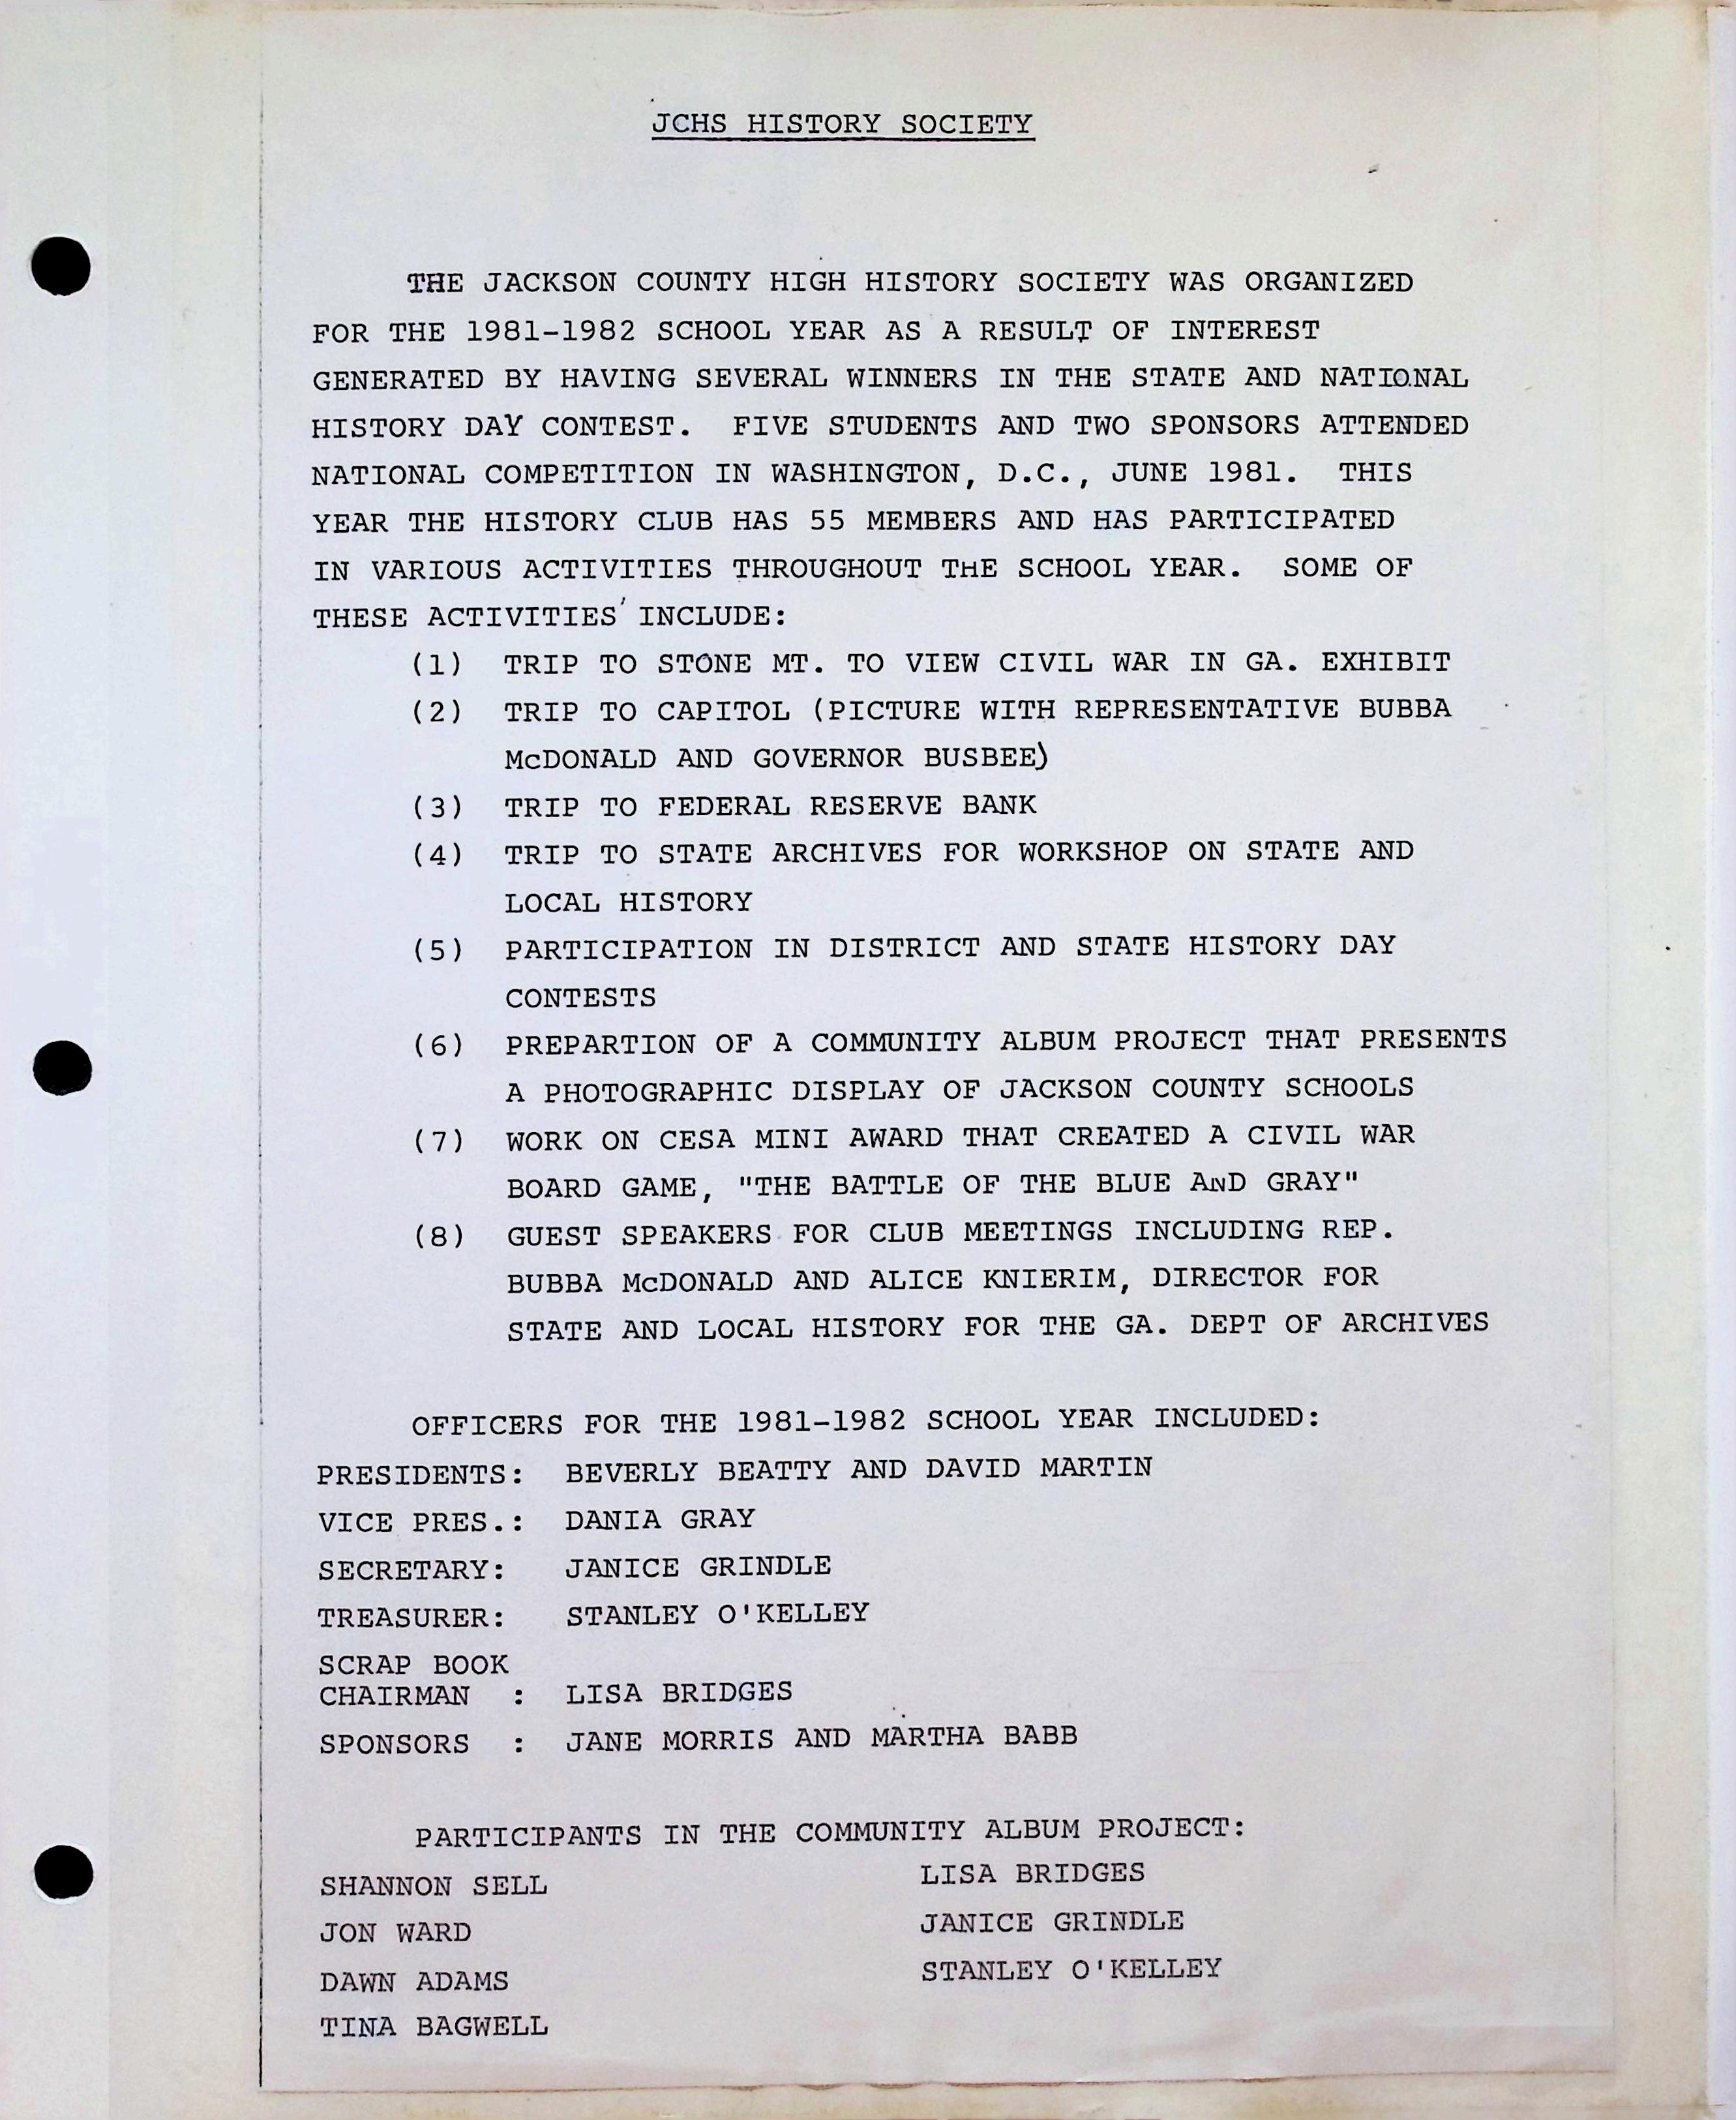 JCHS HISTORY SOCIETY
THE JACKSON COUNTY HIGH HISTORY SOCIETY WAS ORGANIZED
FOR THE 1981-1982 SCHOOL YEAR AS A RESULT OF INTEREST
GENERATED BY HAVING SEVERAL WINNERS IN THE STATE AND NATIONAL
HISTORY DAY CONTEST. FIVE STUDENTS AND TWO SPONSORS ATTENDED
NATIONAL COMPETITION IN WASHINGTON, D.C., JUNE 1981. THIS
YEAR THE HISTORY CLUB HAS 55 MEMBERS AND HAS PARTICIPATED
IN VARIOUS ACTIVITIES THROUGHOUT THE SCHOOL YEAR. SOME OF
THESE ACTIVITIES INCLUDE:
(1) TRIP TO STONE MT. TO VIEW CIVIL WAR IN GA. EXHIBIT
(2) TRIP TO CAPITOL (PICTURE WITH REPRESENTATIVE BUBBA
McDONALD AND GOVERNOR BUSBEE)
(3) TRIP TO FEDERAL RESERVE BANK
(4) TRIP TO STATE ARCHIVES FOR WORKSHOP ON STATE AND
LOCAL HISTORY
(5) PARTICIPATION IN DISTRICT AND STATE HISTORY DAY
CONTESTS
(6) PREPARTION OF A COMMUNITY ALBUM PROJECT THAT PRESENTS
A PHOTOGRAPHIC DISPLAY OF JACKSON COUNTY SCHOOLS
(7) WORK ON CESA MINI AWARD THAT CREATED A CIVIL WAR
BOARD GAME, "THE BATTLE OF THE BLUE AND GRAY"
(8) GUEST SPEAKERS FOR CLUB MEETINGS INCLUDING REP.
BUBBA McDONALD AND ALICE KNIERIM, DIRECTOR FOR
STATE AND LOCAL HISTORY FOR THE GA. DEPT OF ARCHIVES
OFFICERS FOR THE 1981-1982 SCHOOL YEAR INCLUDED:
PRESIDENTS: BEVERLY BEATTY AND DAVID MARTIN
VICE PRES.: DANIA GRAY
SECRETARY: JANICE GRINDLE
TREASURER: STANLEY O'KELLEY
SCRAP BOOK
CHAIRMAN : LISA BRIDGES
SPONSORS : JANE MORRIS AND MARTHA BABB
PARTICIPANTS IN THE COMMUNITY ALBUM PROJECT:
SHANNON SELL
JON WARD
DAWN ADAMS
TINA BAGWELL
LISA BRIDGES
JANICE GRINDLE
STANLEY O'KELLEY